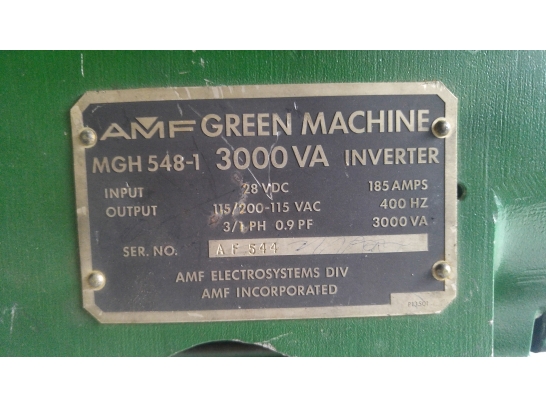 AMF GREEN MACHINE
MGH 548-1 3000 VA INVERTER
INPUT 28 VDC 185 AMPS
OUTPUT 115/200-115 VAC 400 HZ
3/1 PH 0.9 PF 3000 VA
SER. NO. A F 544
AMF ELECTROSYSTEMS DIV
AMF INCORPORATED